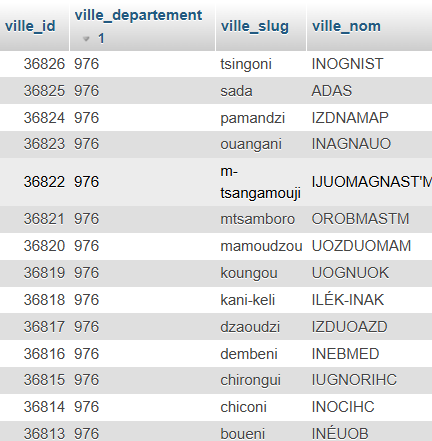 ville_id ville_departement 1 ville_slug ville_nom
36826 976 tsingoni INOGNIST
36825 976 sada ADAS
36824 976 pamandzi IZDNAMAP
36823 976 ouangani INAGNAUO
36822 976 m-tsangamouji IJUOMAGNAST'M
36821 976 mtsamboro OROBMASTM
36820 976 mamoudzou UOZDUOMAM
36819 976 koungou UOGNUOK
36818 976 kani-keli ILÉK-INAK
36817 976 dzaoudzi IZDUOAZD
36816 976 dembeni INEBMED
36815 976 chirongui IUGNORIHC
36814 976 chiconi INOCIHC
36813 976 boueni INÉUOB